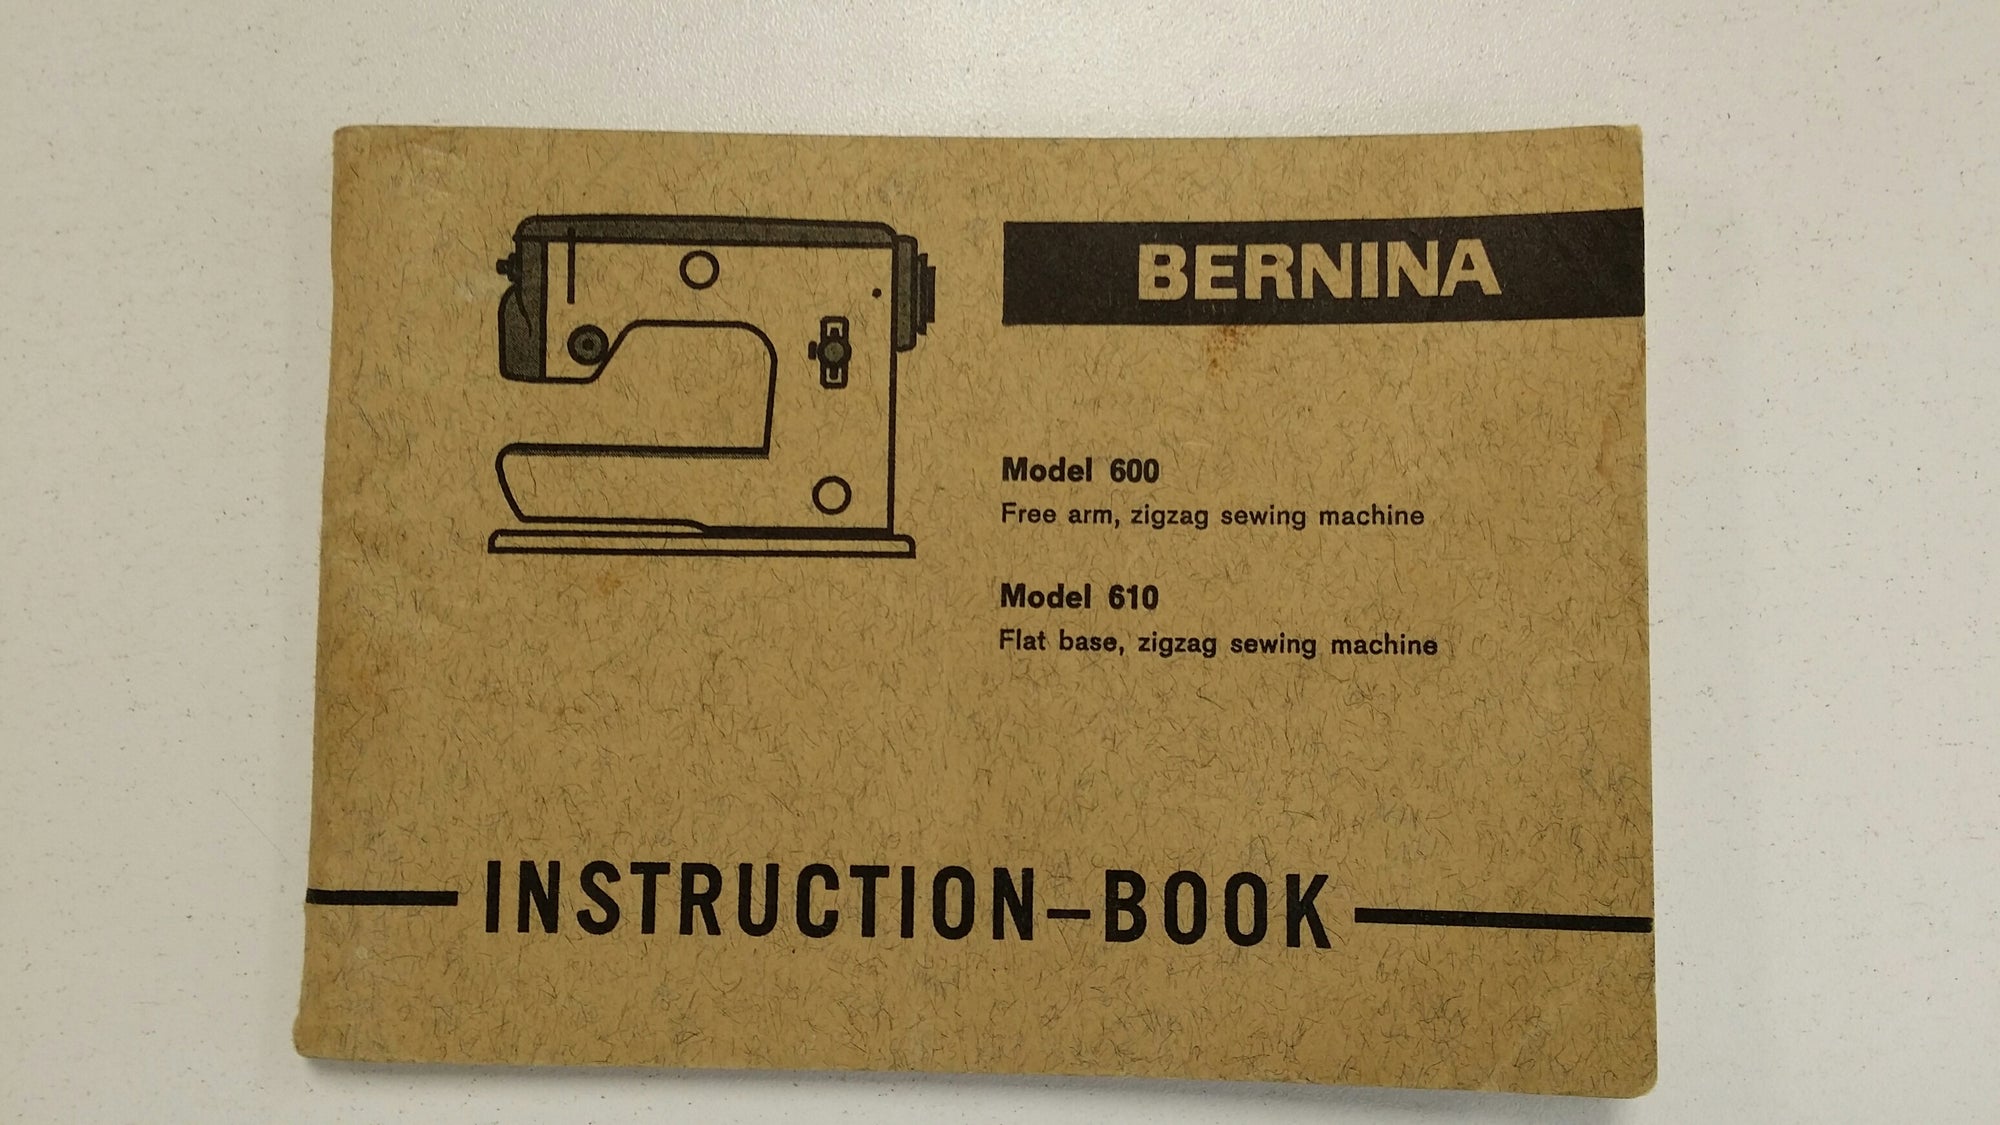 BERNINA
Model 600
Free arm, zigzag sewing machine
Model 610
Flat base, zigzag sewing machine
INSTRUCTION-BOOK